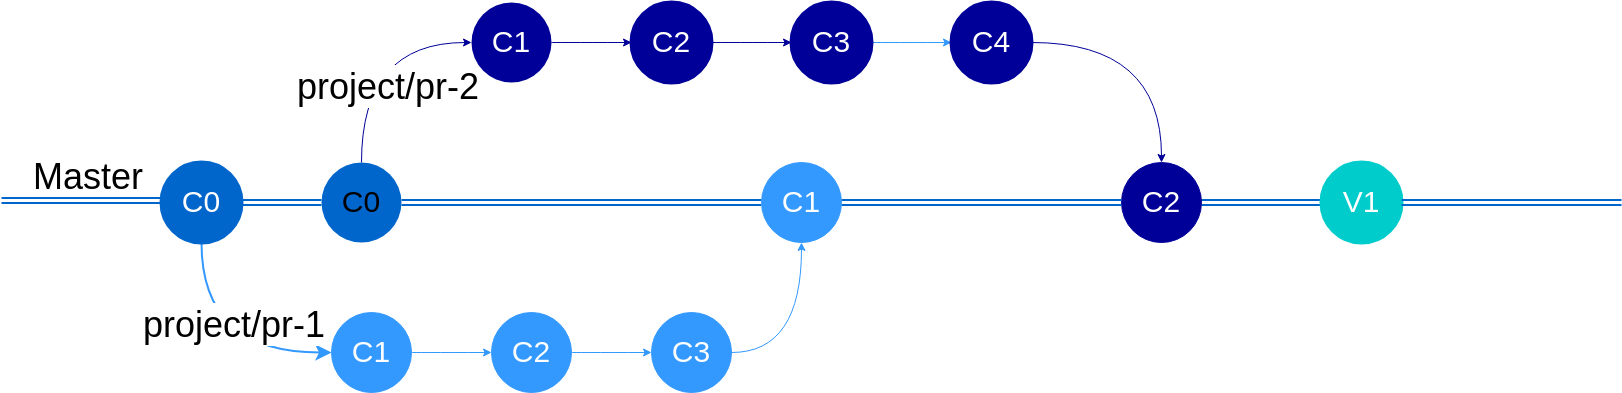 C1 C2 C3 C4
project/pr-2
Master
C0 C0 C1 C2 V1
project/pr-1
C1 C2 C3